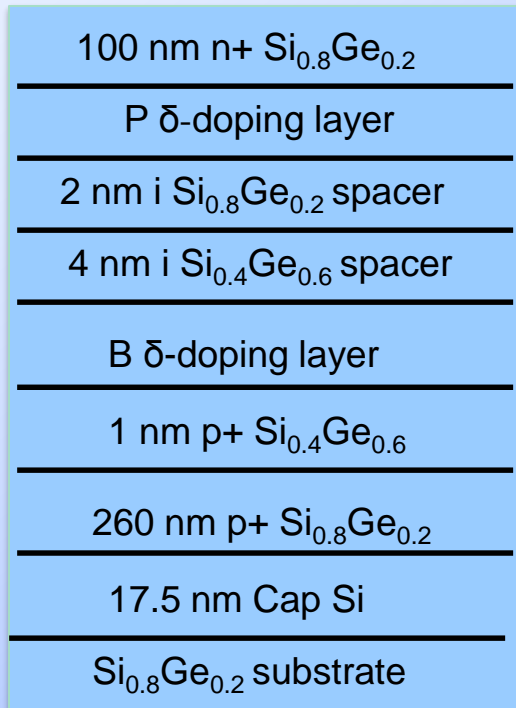 100 nm n+ Si₀.₈Ge₀.₂
P δ-doping layer
2 nm i Si₀.₈Ge₀.₂ spacer
4 nm i Si₀.₄Ge₀.₆ spacer
B δ-doping layer
1 nm p+ Si₀.₄Ge₀.₆
260 nm p+ Si₀.₈Ge₀.₂
17.5 nm Cap Si
Si₀.₈Ge₀.₂ substrate